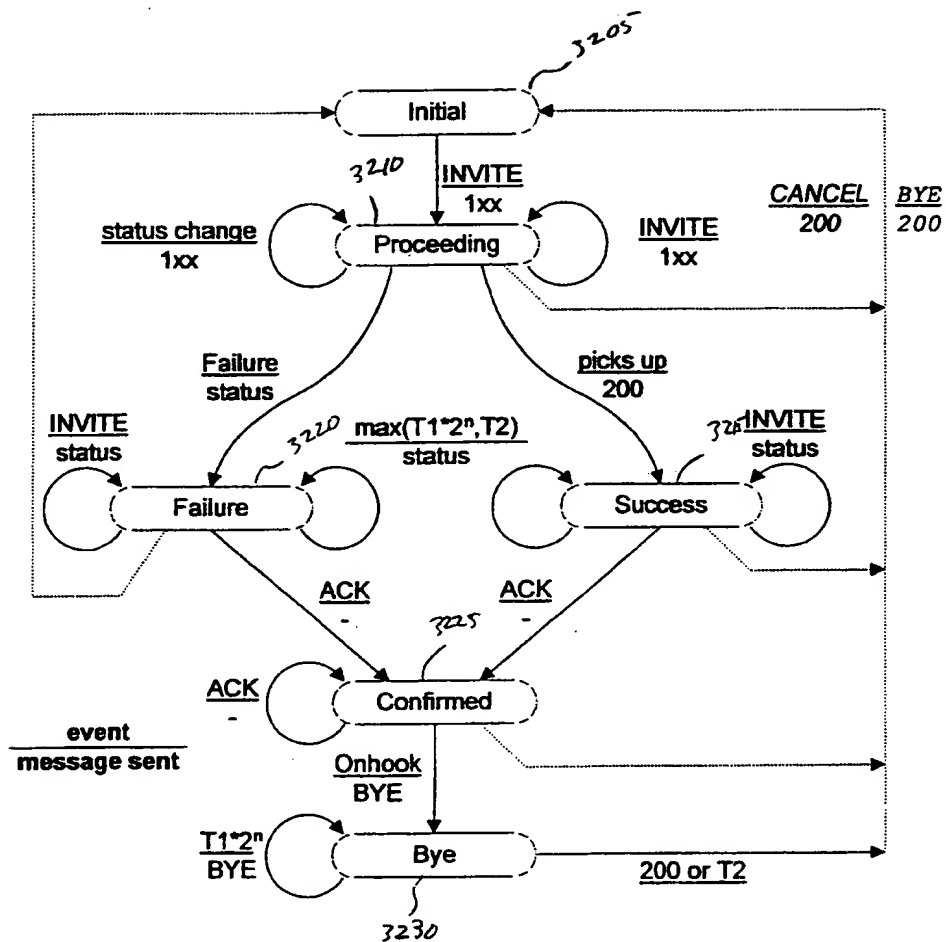 3205
Initial
3210
INVITE
1xx
CANCEL
200
BYE
200
status change
1xx
Proceeding
INVITE
1xx
Failure
status
picks up
200
INVITE
status
3220
max(T1*2ⁿ,T2)
status
INVITE
status
Failure
Success
ACK
-
ACK
-
3225
ACK
-
Confirmed
event
message sent
Onhook
BYE
T1*2ⁿ
BYE
Bye
200 or T2
3230